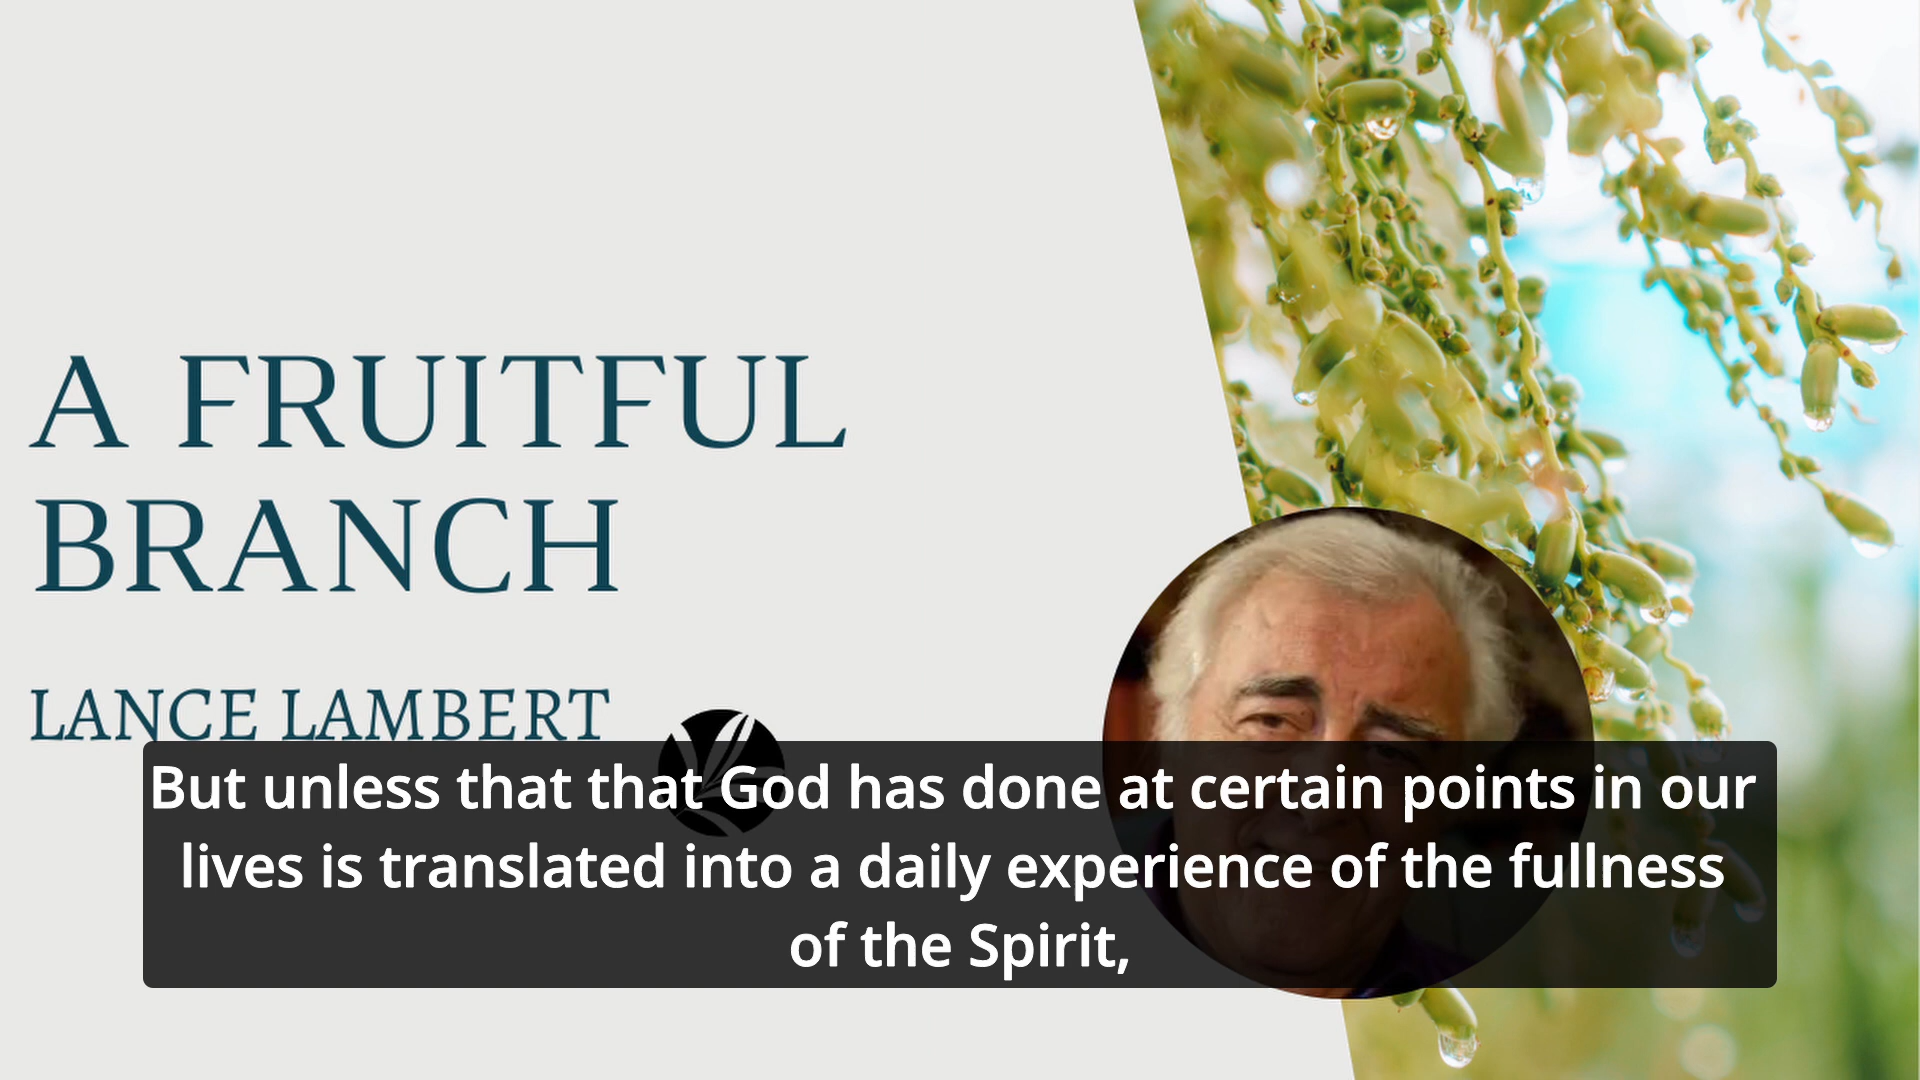 A FRUITFUL
BRANCH
LANCE LAMBERT
But unless that that God has done at certain points in our
lives is translated into a daily experience of the fullness
of the Spirit,